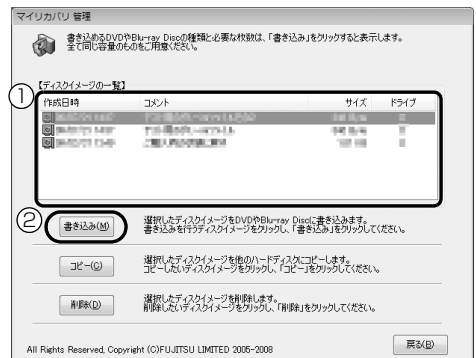 マイリカバリ 管理
書き込めるDVDやBlu-ray Discの種類と必要な枚数は、「書き込み」をクリックすると表示します。
全て同じ容量のものをご用意ください。
【ディスクイメージの一覧】
①
作成日時 コメント サイズ ドライブ
②
書き込み(M)
選択したディスクイメージをDVDやBlu-ray Discに書き込みます。
書き込みを行うディスクイメージをクリックし、「書き込み」をクリックしてください。
コピー(C)
選択したディスクイメージを他のハードディスクにコピーします。
コピーしたいディスクイメージをクリックし、「コピー」をクリックしてください。
削除(D)
選択したディスクイメージを削除します。
削除したいディスクイメージをクリックし、「削除」をクリックしてください。
All Rights Reserved, Copyright (C)FUJITSU LIMITED 2005-2008
戻る(B)